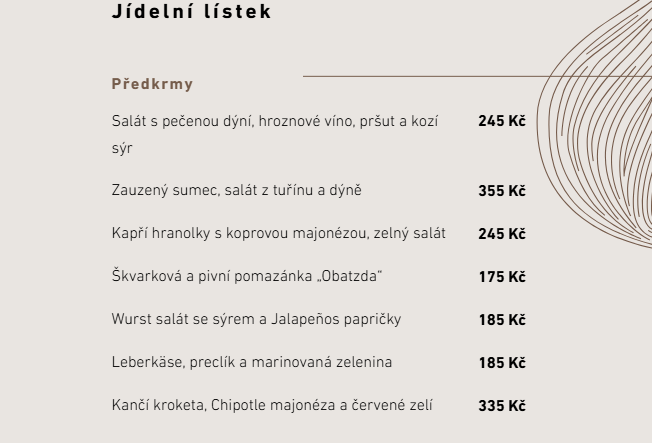 Jídelní lístek
Předkrmy
Salát s pečenou dýní, hroznové víno, pršut a kozí 245 Kč
sýr
Zauzený sumec, salát z tuřínu a dýně 355 Kč
Kapří hranolky s koprovou majonézou, zelný salát 245 Kč
Škvarková a pivní pomazánka „Obatzda“ 175 Kč
Wurst salát se sýrem a Jalapeños papričky 185 Kč
Leberkäse, preclík a marinovaná zelenina 185 Kč
Kančí kroketa, Chipotle majonéza a červené zelí 335 Kč